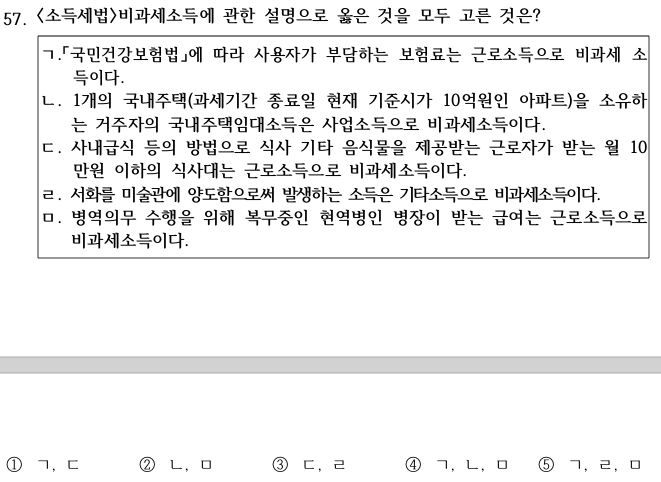 57. <소득세법>비과세소득에 관한 설명으로 옳은 것을 모두 고른 것은?
ㄱ.「국민건강보험법」에 따라 사용자가 부담하는 보험료는 근로소득으로 비과세 소
득이다.
ㄴ. 1개의 국내주택(과세기간 종료일 현재 기준시가 10억원인 아파트)을 소유하
는 거주자의 국내주택임대소득은 사업소득으로 비과세소득이다.
ㄷ. 사내급식 등의 방법으로 식사 기타 음식물을 제공받는 근로자가 받는 월 10
만원 이하의 식사대는 근로소득으로 비과세소득이다.
ㄹ. 서화를 미술관에 양도함으로써 발생하는 소득은 기타소득으로 비과세소득이다.
ㅁ. 병역의무 수행을 위해 복무중인 현역병인 병장이 받는 급여는 근로소득으로
비과세소득이다.
① ㄱ, ㄷ ② ㄴ, ㅁ ③ ㄷ, ㄹ ④ ㄱ, ㄴ, ㅁ ⑤ ㄱ, ㄹ, ㅁ